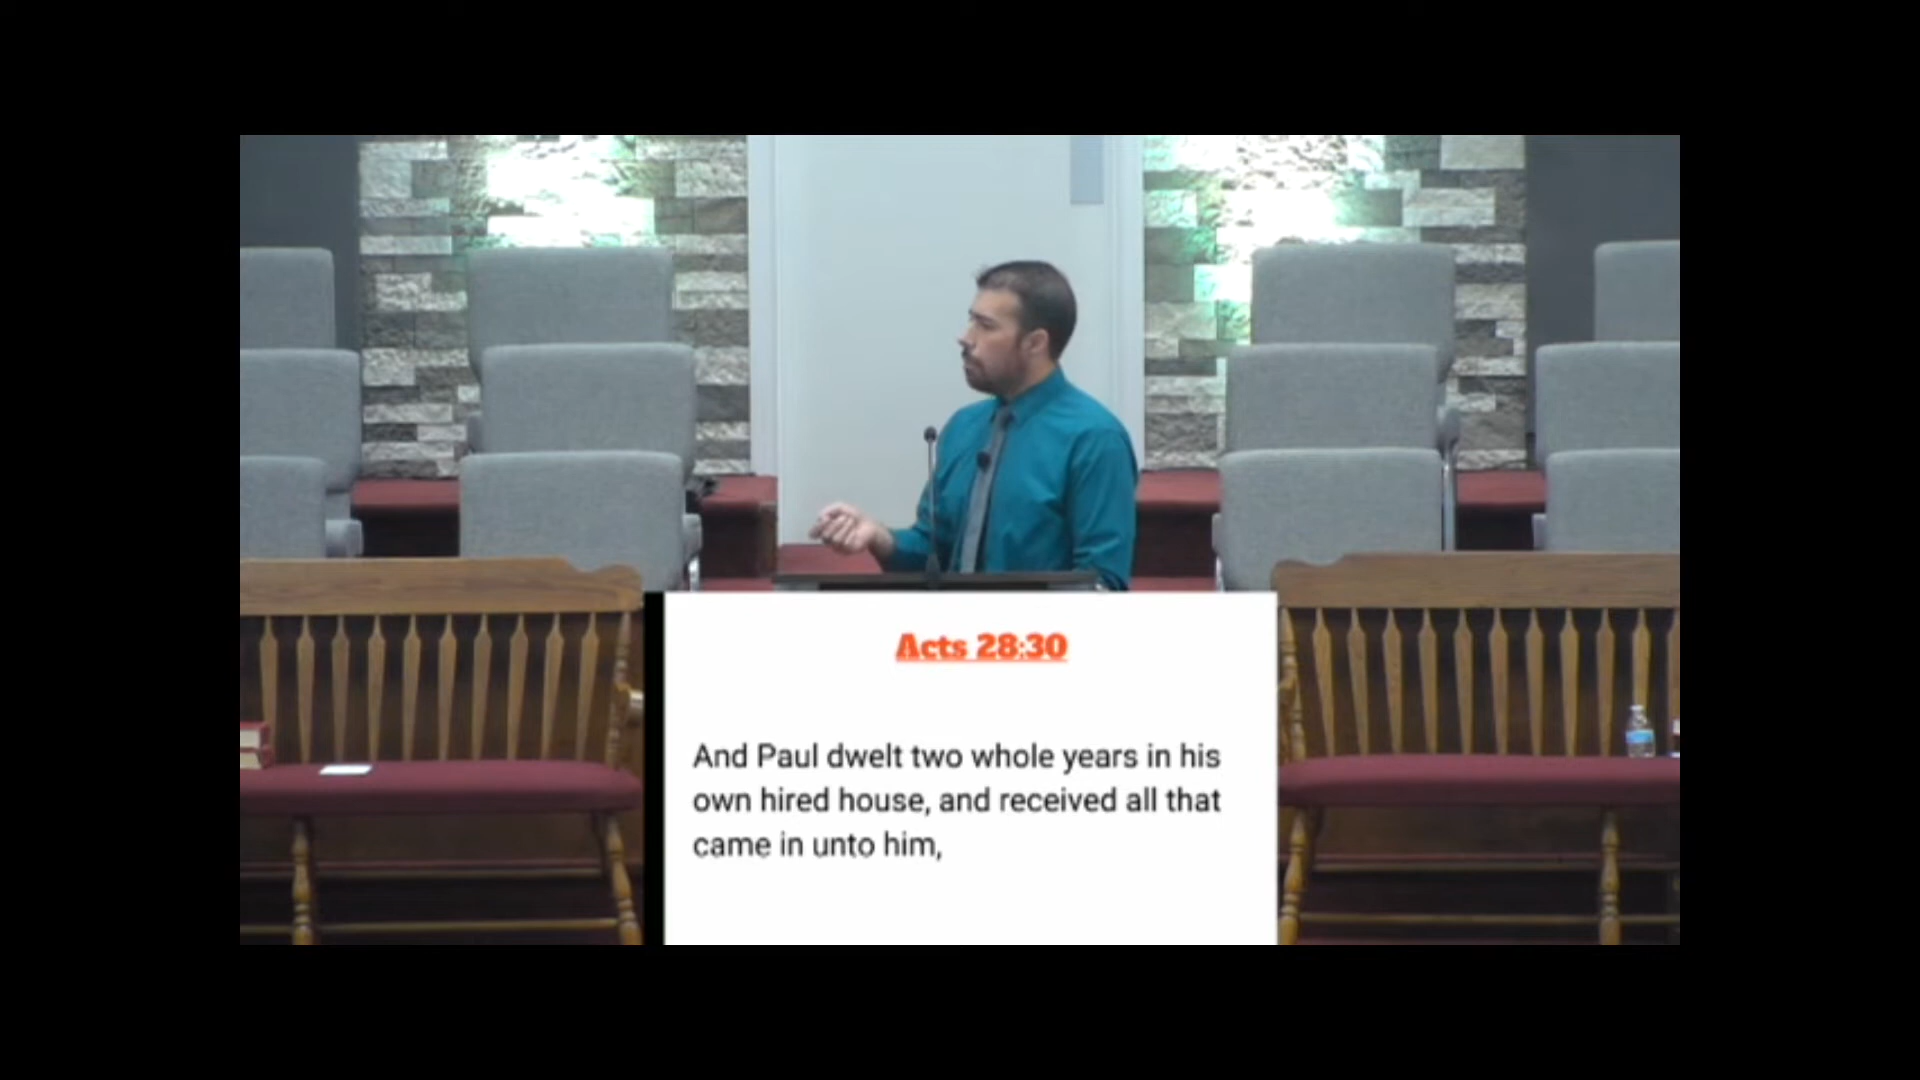 Acts 28:30
And Paul dwelt two whole years in his
own hired house, and received all that
came in unto him,